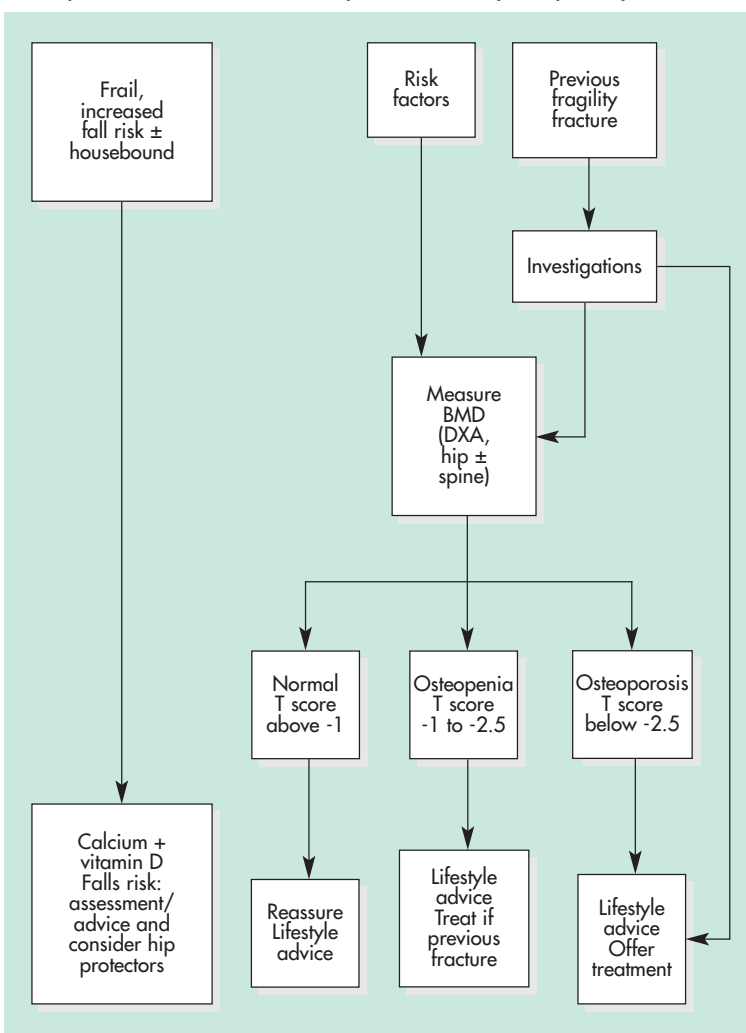 Frail,
increased
fall risk ±
housebound
Risk
factors
Previous
fragility
fracture
Investigations
Measure
BMD
(DXA,
hip ±
spine)
Normal
T score
above -1
Osteopenia
T score
-1 to -2.5
Osteoporosis
T score
below -2.5
Calcium +
vitamin D
Falls risk:
assessment/
advice and
consider hip
protectors
Reassure
Lifestyle
advice
Lifestyle
advice
Treat if
previous
fracture
Lifestyle
advice
Offer
treatment